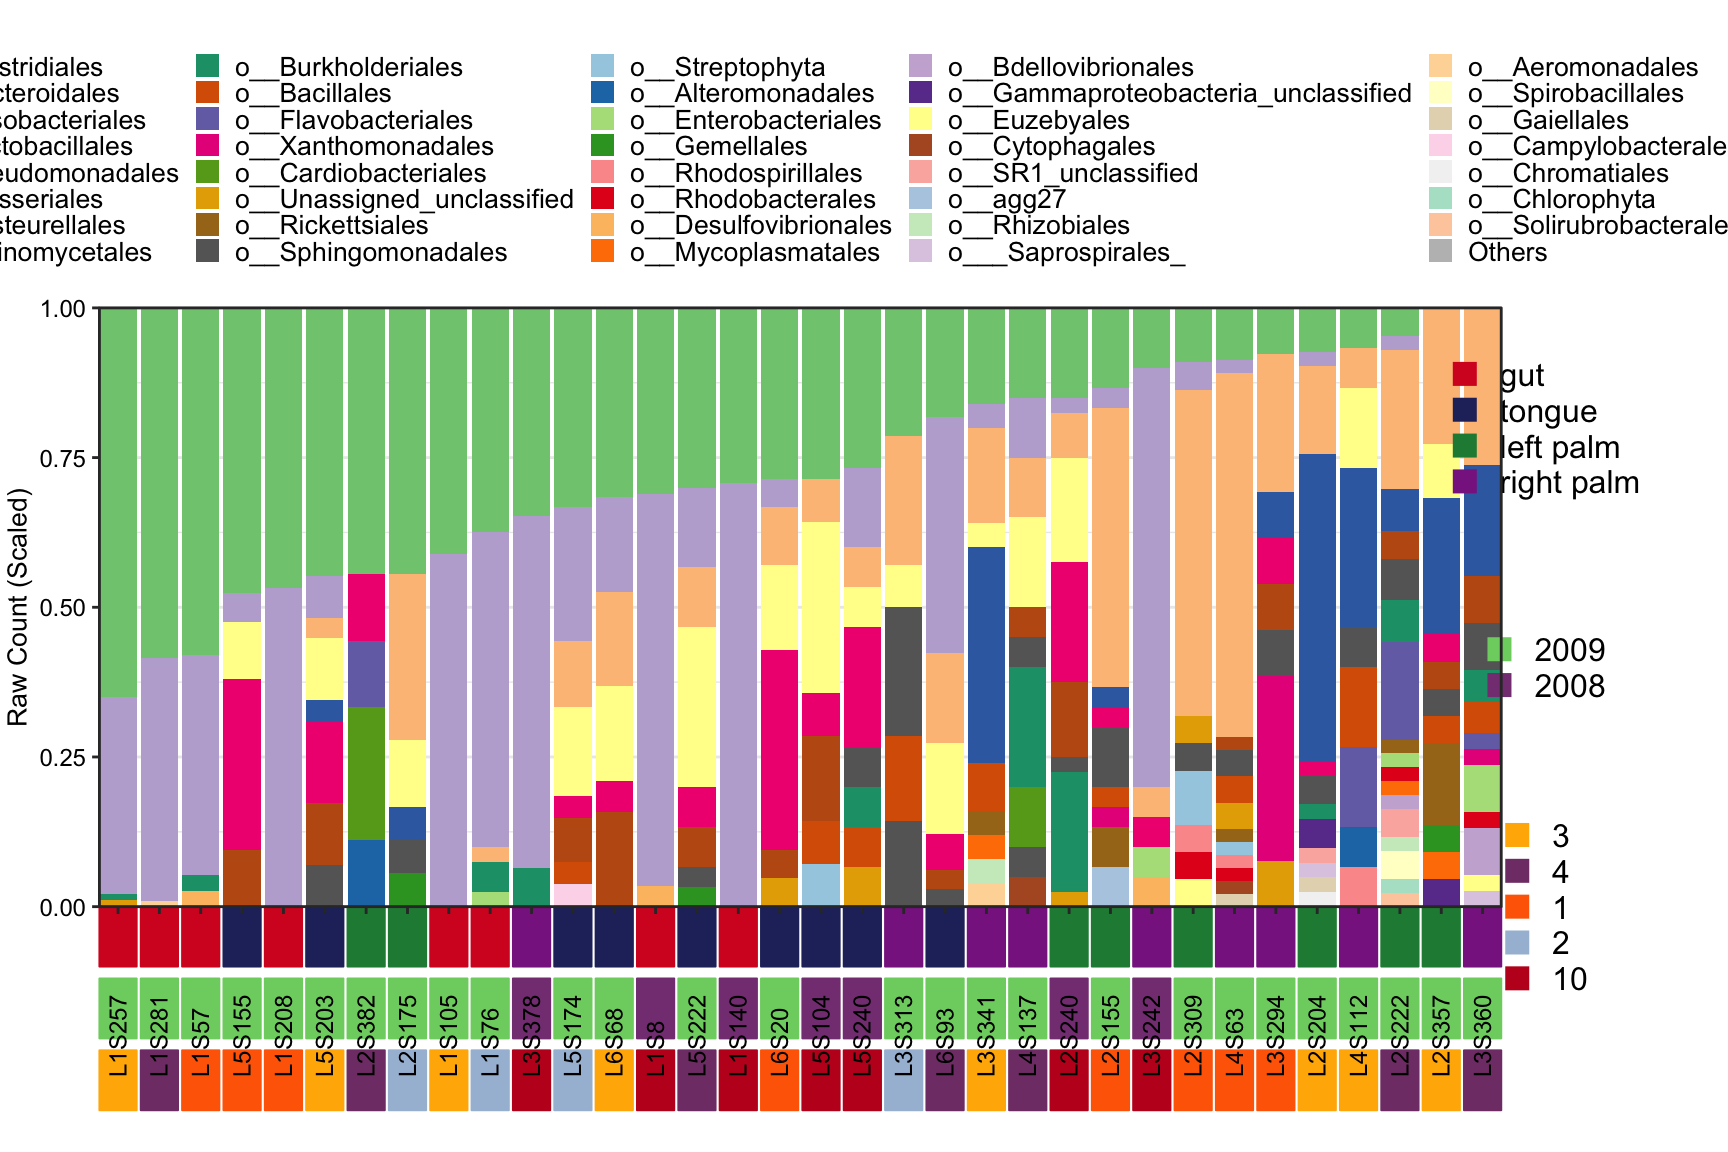 stridiales o__Burkholderiales o__Streptophyta o__Bdellovibrionales o__Aeromonadales
cteroidales o__Bacillales o__Alteromonadales o__Gammaproteobacteria_unclassified o__Spirobacillales
sobacteriales o__Flavobacteriales o__Enterobacteriales o__Euzebyales o__Gaiellales
ctobacillales o__Xanthomonadales o__Gemellales o__Cytophagales o__Campylobacterale
eudomonadales o__Cardiobacteriales o__Rhodospirillales o__SR1_unclassified o__Chromatiales
isseriales o__Unassigned_unclassified o__Rhodobacterales o__agg27 o__Chlorophyta
steurellales o__Rickettsiales o__Desulfovibrionales o__Rhizobiales o__Solirubrobacterale
inomycetales o__Sphingomonadales o__Mycoplasmatales o___Saprospirales_ Others
1.00
0.75
0.50
0.25
0.00
Raw Count (Scaled)
gut
tongue
left palm
right palm
2009
2008
3
4
1
2
10
L1S257
L1S281
L1S57
L5S155
L1S208
L5S203
L2S382
L2S175
L1S105
L1S76
L3S378
L5S174
L6S68
L1S8
L5S222
L1S140
L6S20
L5S104
L5S240
L3S313
L6S93
L3S341
L4S137
L2S240
L2S155
L3S242
L2S309
L4S63
L3S294
L2S204
L4S112
L2S222
L2S357
L3S360